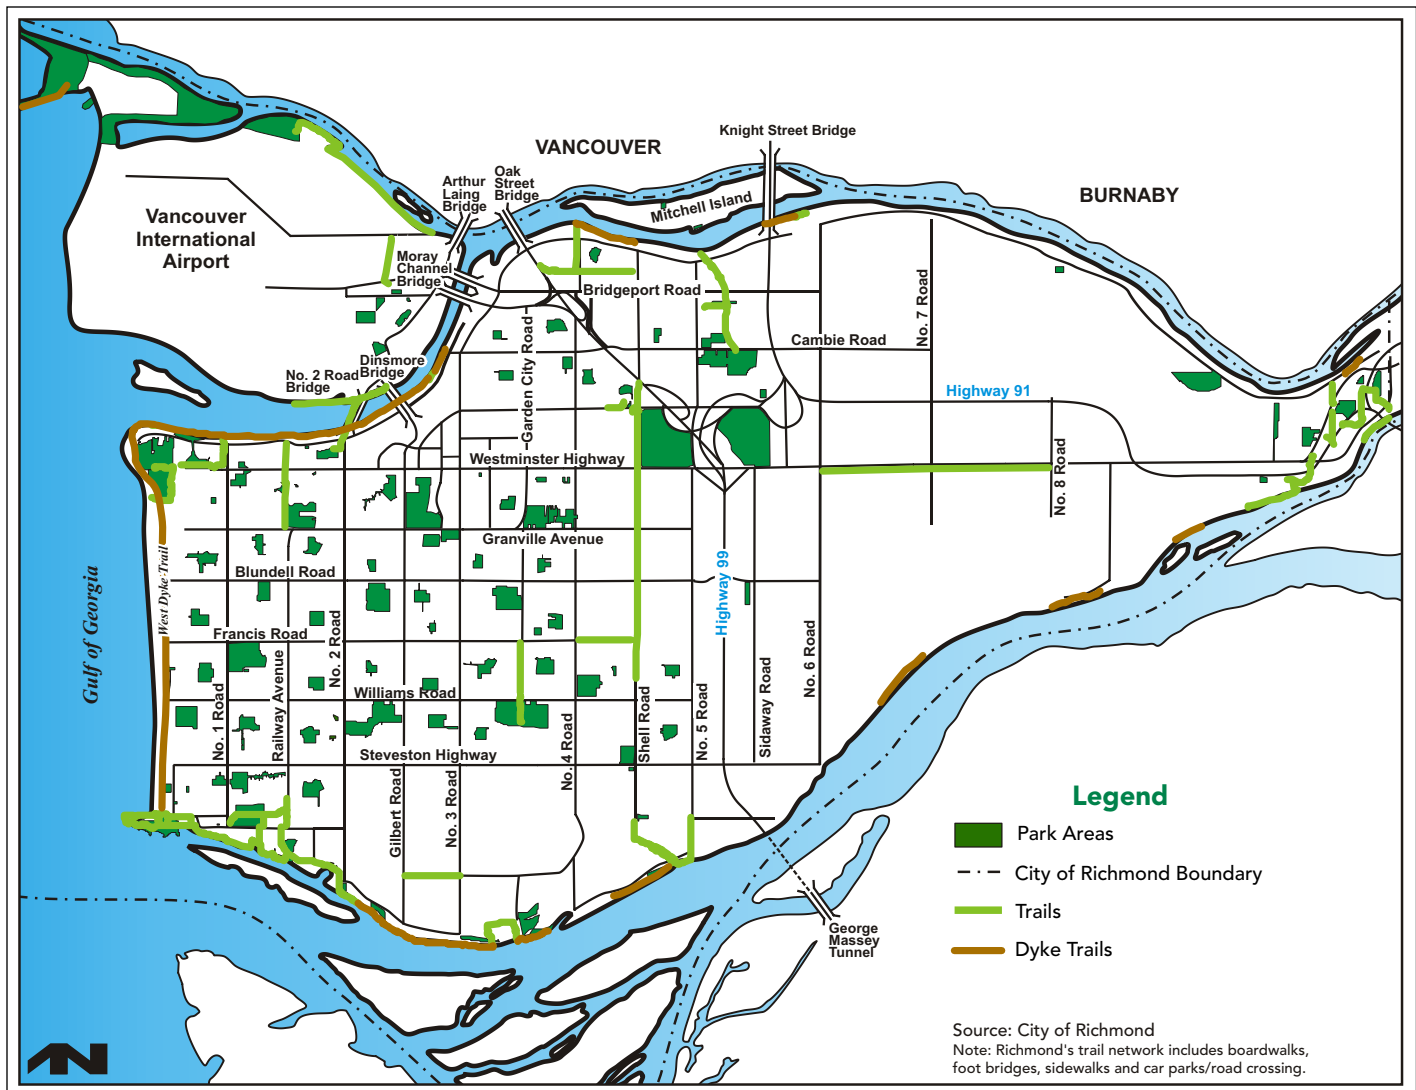 VANCOUVER
Knight Street Bridge
BURNABY
Arthur
Laing
Bridge
Oak
Street
Bridge
Mitchell Island
Vancouver
International
Airport
Moray
Channel
Bridge
Bridgeport Road
No. 7 Road
Cambie Road
Garden City Road
Dinsmore
Bridge
No. 2 Road
Bridge
Highway 91
Westminster Highway
No. 8 Road
Granville Avenue
West Dyke Trail
Blundell Road
Highway 99
Gulf of Georgia
Francis Road
No. 2 Road
Railway Avenue
No. 1 Road
Williams Road
No. 4 Road
Shell Road
No. 5 Road
Sidaway Road
No. 6 Road
Steveston Highway
Gilbert Road
No. 3 Road
George
Massey
Tunnel
Legend
Park Areas
City of Richmond Boundary
Trails
Dyke Trails
N
Source: City of Richmond
Note: Richmond's trail network includes boardwalks,
foot bridges, sidewalks and car parks/road crossing.